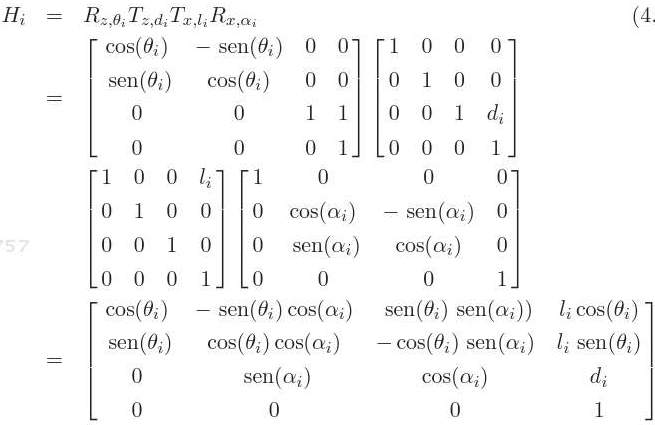 H_i = R_{z,θ_i} T_{z,d_i} T_{x,l_i} R_{x,α_i} (4.
= [ cos(θ_i) − sen(θ_i) 0 0 ] [ 1 0 0 0 ]
[ sen(θ_i) cos(θ_i) 0 0 ] [ 0 1 0 0 ]
[ 0 0 1 1 ] [ 0 0 1 d_i ]
[ 0 0 0 1 ] [ 0 0 0 1 ]
[ 1 0 0 l_i ] [ 1 0 0 0 ]
[ 0 1 0 0 ] [ 0 cos(α_i) − sen(α_i) 0 ]
757 [ 0 0 1 0 ] [ 0 sen(α_i) cos(α_i) 0 ]
[ 0 0 0 1 ] [ 0 0 0 1 ]
= [ cos(θ_i) − sen(θ_i) cos(α_i) sen(θ_i) sen(α_i)) l_i cos(θ_i) ]
[ sen(θ_i) cos(θ_i) cos(α_i) − cos(θ_i) sen(α_i) l_i sen(θ_i) ]
[ 0 sen(α_i) cos(α_i) d_i ]
[ 0 0 0 1 ]